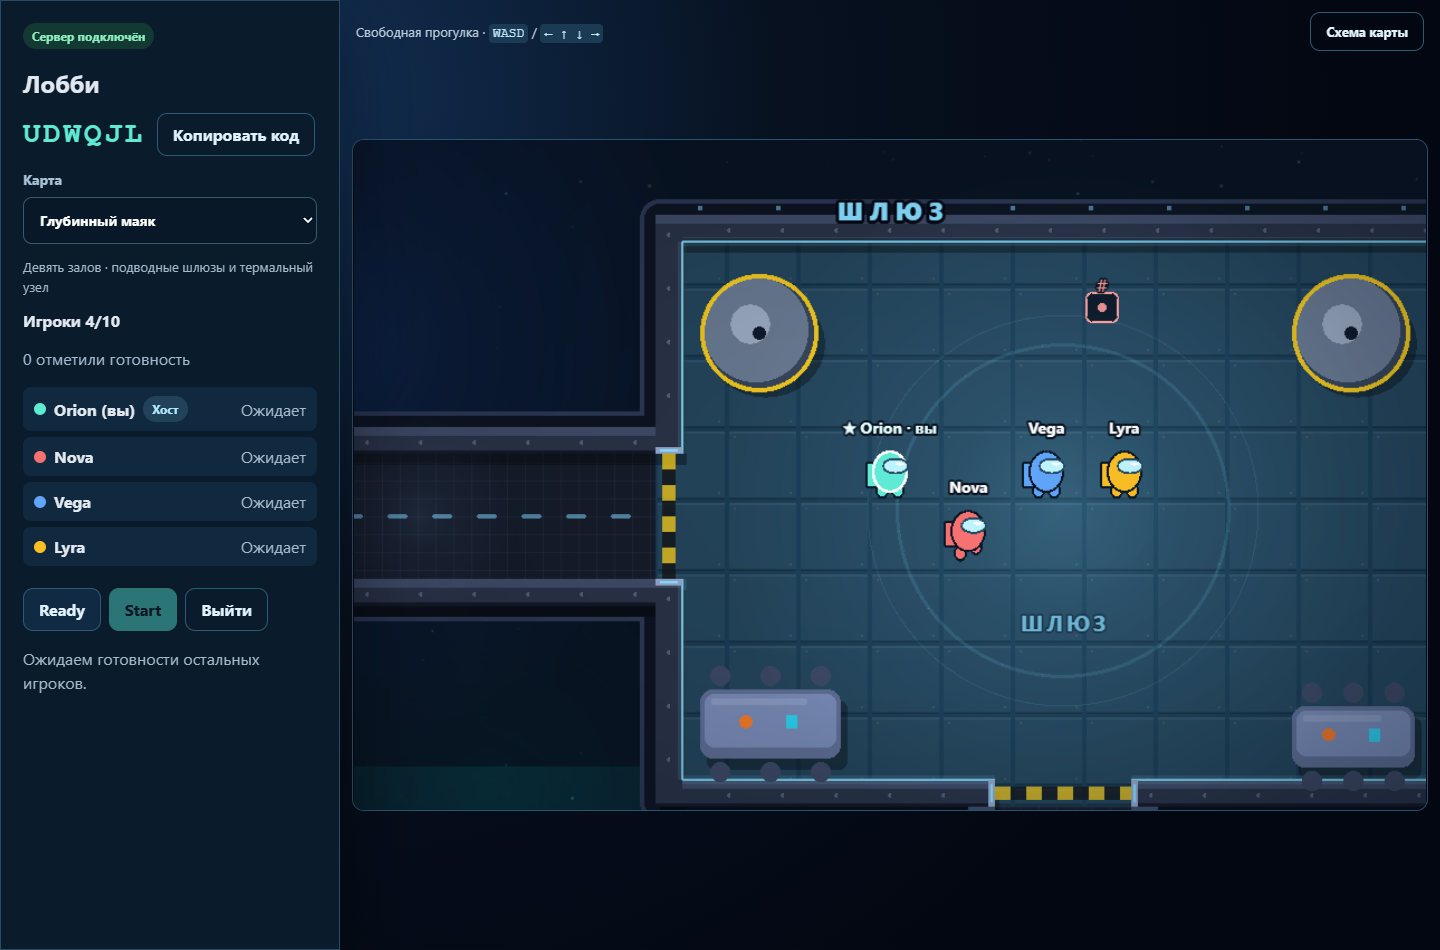 Сервер подключён
Лобби
UDWQJL
Копировать код
Карта
Глубинный маяк
Девять залов · подводные шлюзы и термальный
узел
Игроки 4/10
0 отметили готовность
Orion (вы) Хост Ожидает
Nova Ожидает
Vega Ожидает
Lyra Ожидает
Ready Start Выйти
Ожидаем готовности остальных
игроков.
Свободная прогулка · WASD / ← ↑ ↓ →
Схема карты
ШЛЮЗ
#
★ Orion · вы
Vega
Lyra
Nova
ШЛЮЗ